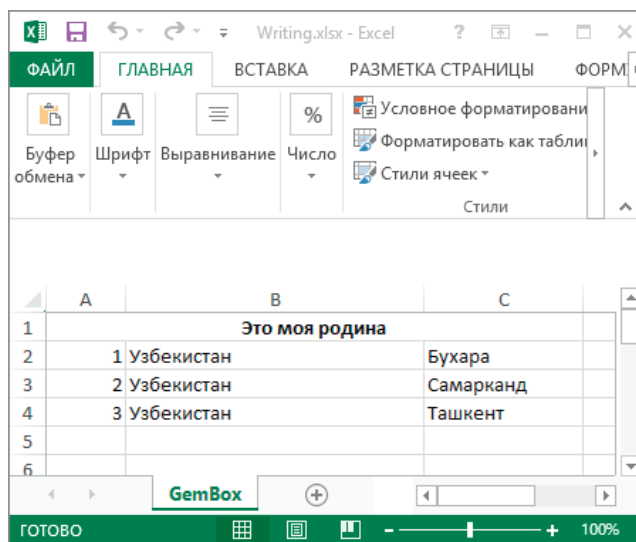 Writing.xlsx - Excel ?
ФАЙЛ ГЛАВНАЯ ВСТАВКА РАЗМЕТКА СТРАНИЦЫ ФОРМ
Буфер обмена
Шрифт
Выравнивание
%
Число
Условное форматировани
Форматировать как табли
Стили ячеек
Стили
A B C
1 Это моя родина
2 1 Узбекистан Бухара
3 2 Узбекистан Самарканд
4 3 Узбекистан Ташкент
5
6
GemBox
ГОТОВО 100%